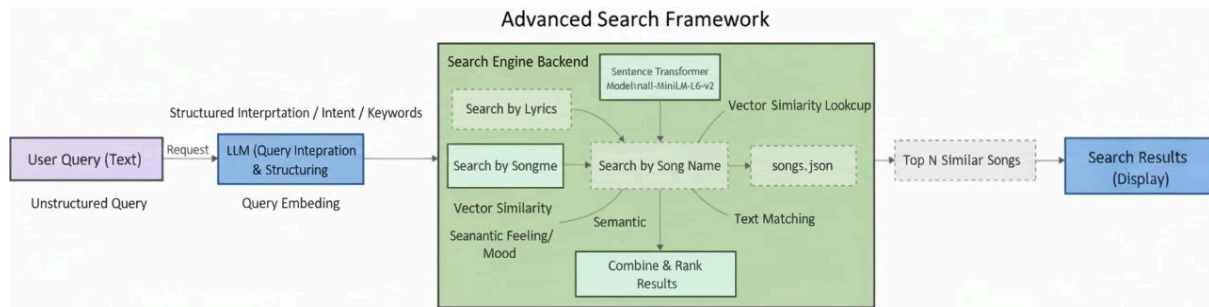 Advanced Search Framework
Search Engine Backend
Sentence Transformer
Model\nall-MiniLM-L6-v2
Structured Interprtation / Intent / Keywords
Search by Lyrics
Vector Simiarity Lookcup
User Query (Text)
Request
LLM (Query Intepration
& Structuring
Search by Songme
Search by Song Name
songs.json
Top N Similar Songs
Search Results
(Display)
Unstructured Query
Query Embeding
Vector Similarity
Semantic
Text Matching
Seanantic Feeling/
Mood
Combine & Rank
Results